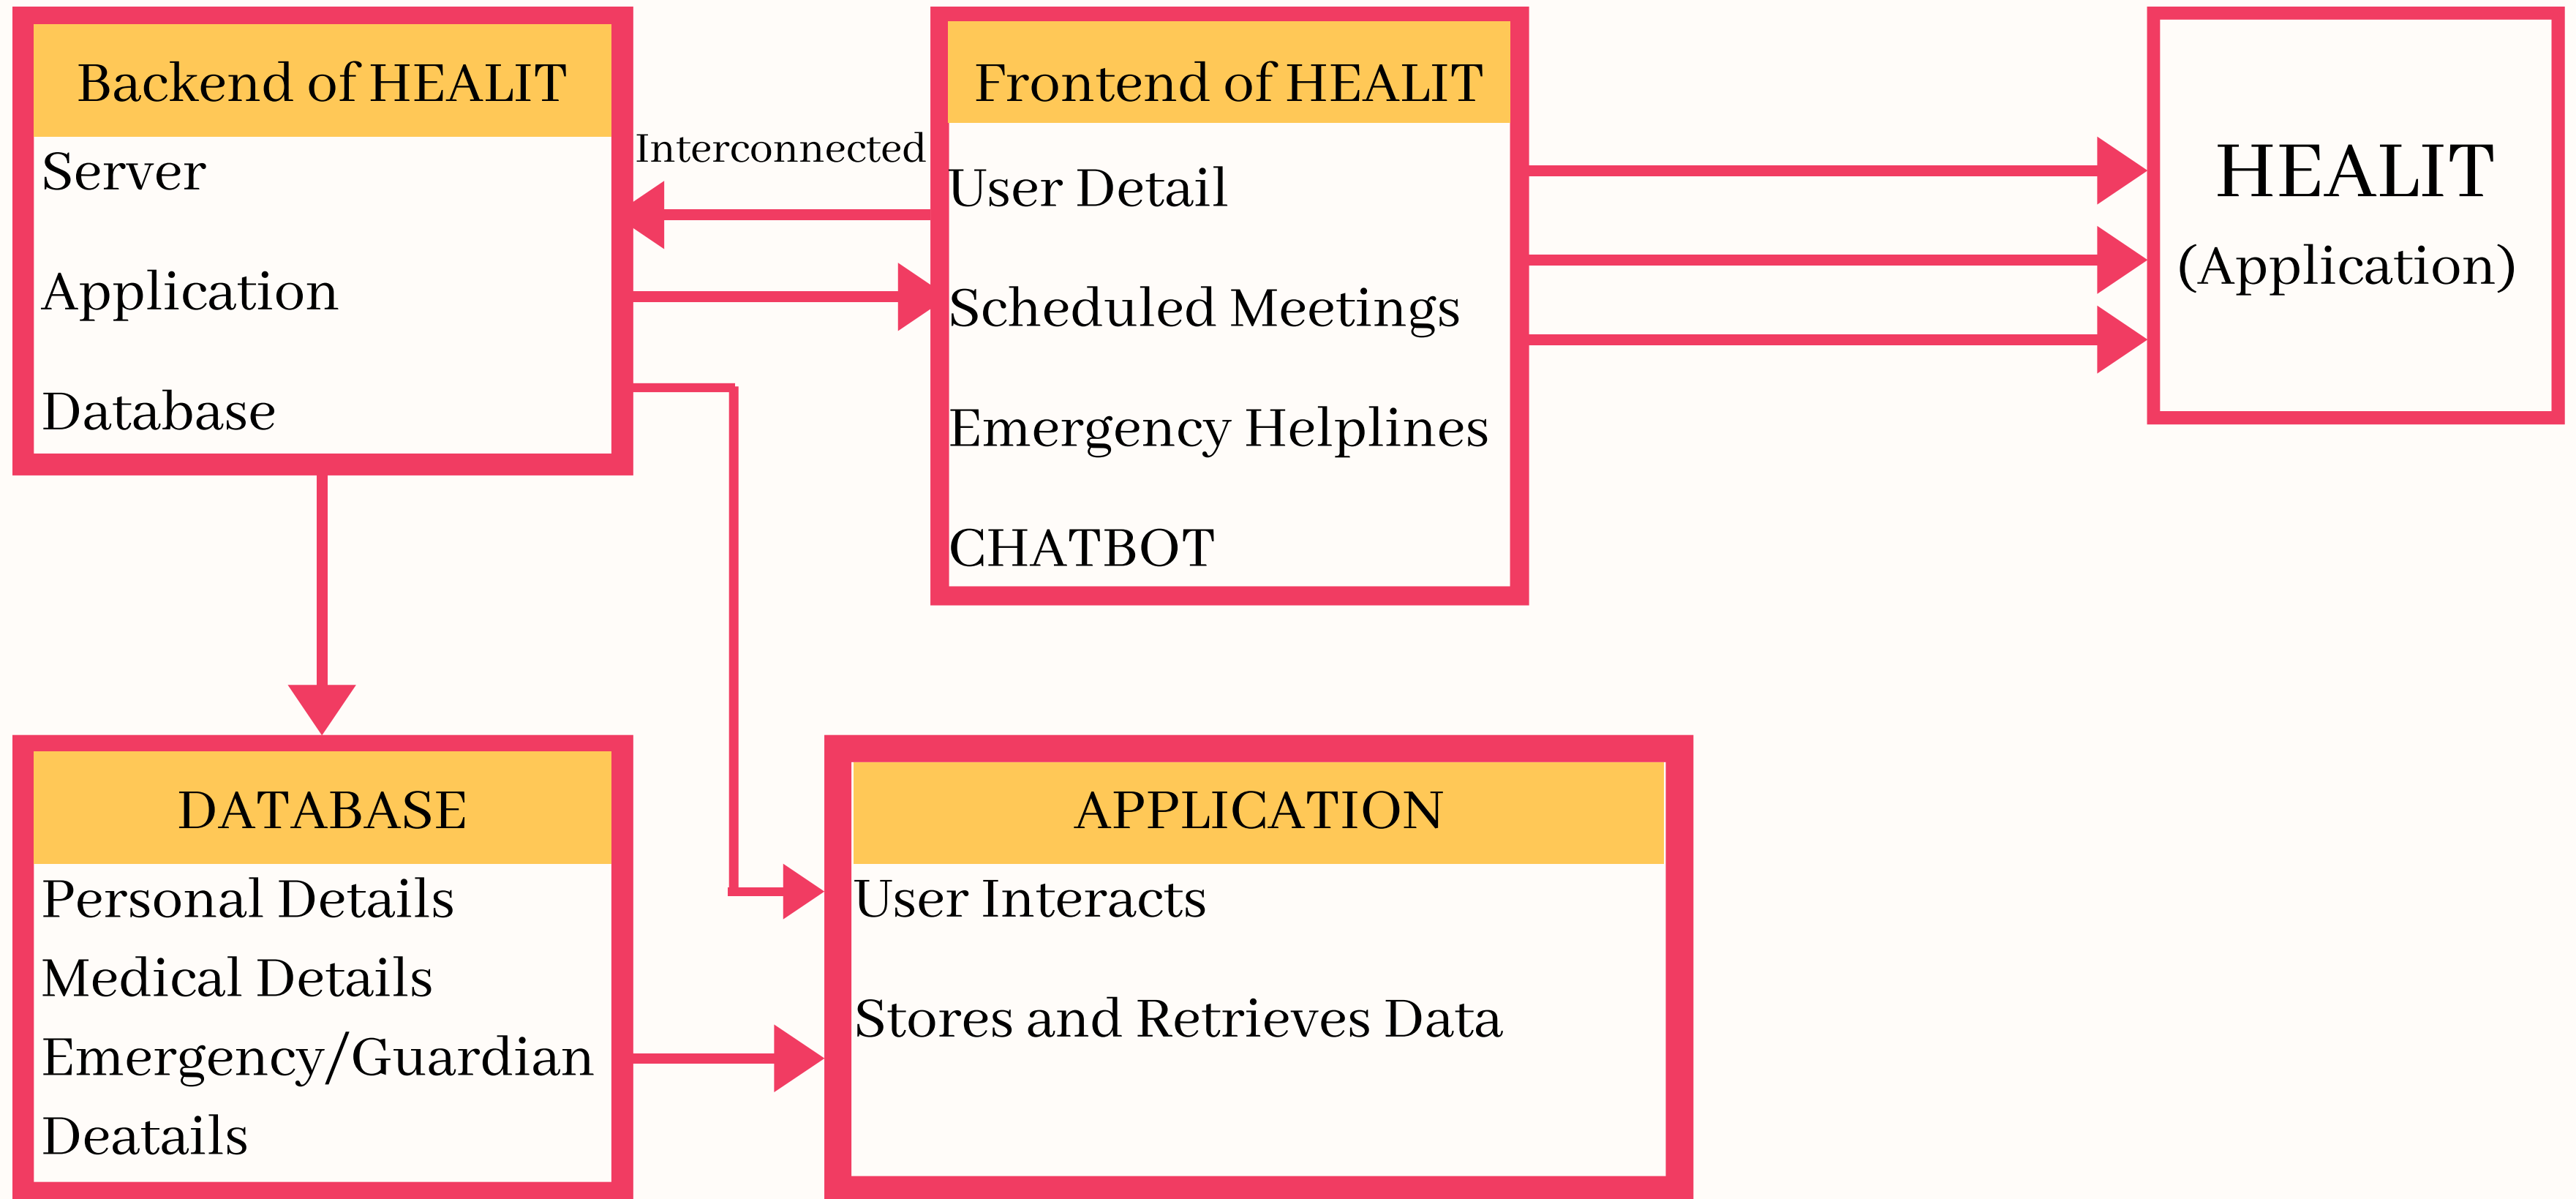 Backend of HEALIT
Server
Application
Database
Interconnected
Frontend of HEALIT
User Detail
Scheduled Meetings
Emergency Helplines
CHATBOT
HEALIT
(Application)
DATABASE
Personal Details
Medical Details
Emergency/Guardian
Deatails
APPLICATION
User Interacts
Stores and Retrieves Data